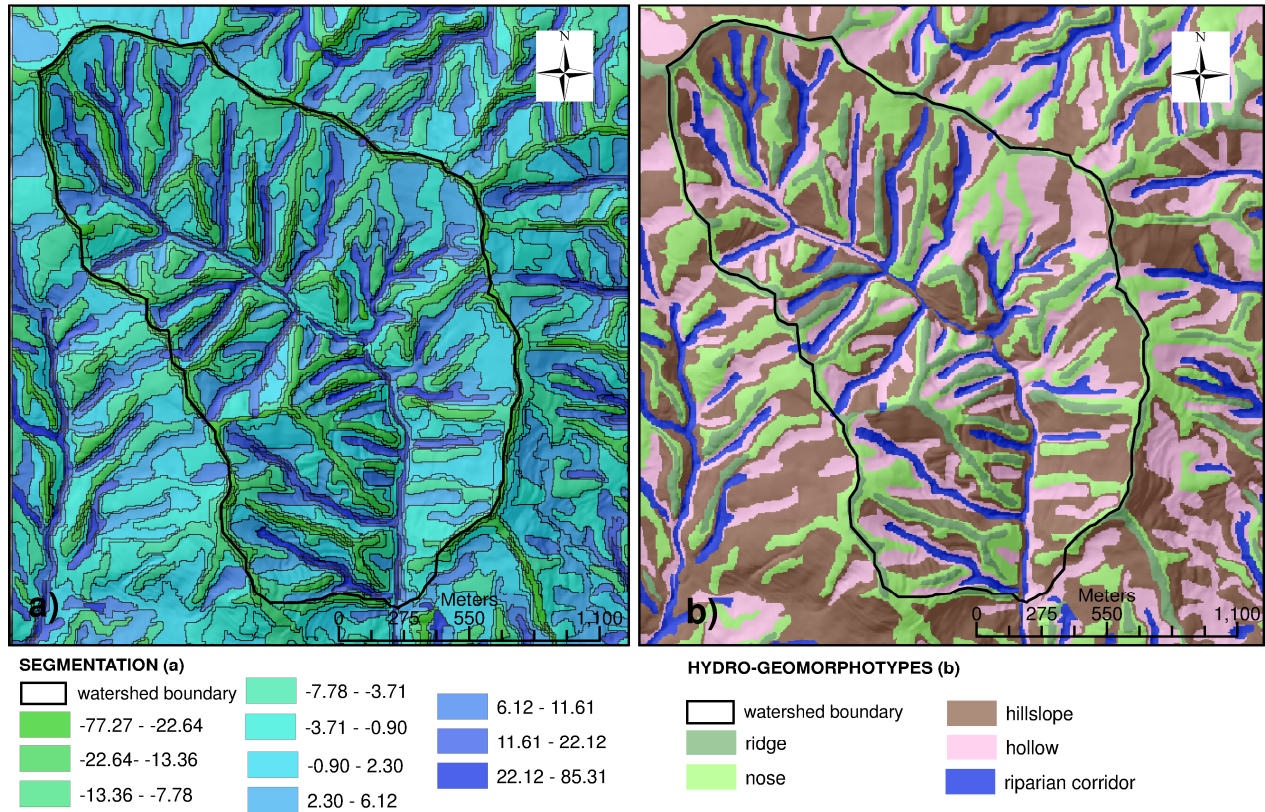 N
N
a)
Meters
0 275 550 1,100
b)
Meters
0 275 550 1,100
SEGMENTATION (a)
watershed boundary
-77.27 - -22.64
-22.64- -13.36
-13.36 - -7.78
-7.78 - -3.71
-3.71 - -0.90
-0.90 - 2.30
2.30 - 6.12
6.12 - 11.61
11.61 - 22.12
22.12 - 85.31
HYDRO-GEOMORPHOTYPES (b)
watershed boundary
ridge
nose
hillslope
hollow
riparian corridor